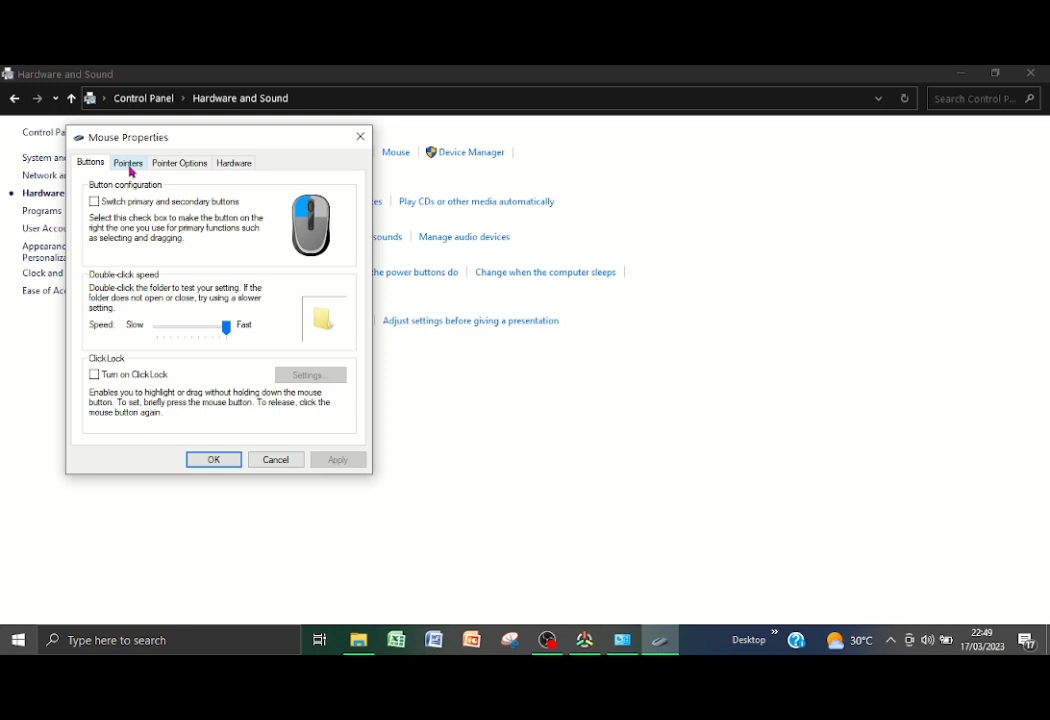 Hardware and Sound
Control Panel › Hardware and Sound
Search Control P...
Control Pa
System an
Network a
Hardware
Programs
User Accou
Appearanc
Personaliza
Clock and
Ease of Acc
Mouse
Device Manager
Play CDs or other media automatically
sounds
Manage audio devices
the power buttons do
Change when the computer sleeps
Adjust settings before giving a presentation
Mouse Properties
Buttons
Pointers
Pointer Options
Hardware
Button configuration
Switch primary and secondary buttons
Select this check box to make the button on the
right the one you use for primary functions such
as selecting and dragging.
Double-click speed
Double-click the folder to test your setting. If the
folder does not open or close, try using a slower
setting.
Speed: Slow Fast
ClickLock
Turn on ClickLock
Settings...
Enables you to highlight or drag without holding down the mouse
button. To set, briefly press the mouse button. To release, click the
mouse button again.
OK
Cancel
Apply
Type here to search
Desktop
30°C
22:49
17/03/2023
17